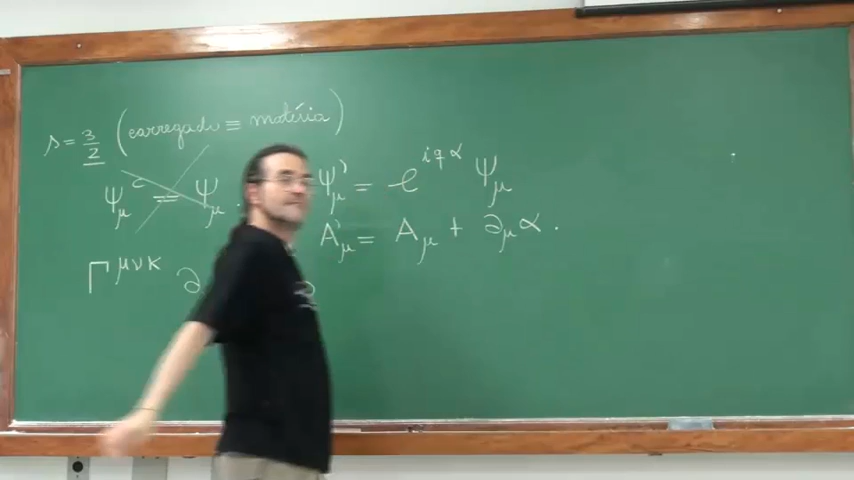 s = 3/2 (carregado ≡ matéria)
ψ_μ^c = ψ_μ . ψ'_μ = e^{iqα} ψ_μ
A'_μ = A_μ + ∂_μ α .
Γ^{μνκ} ∂